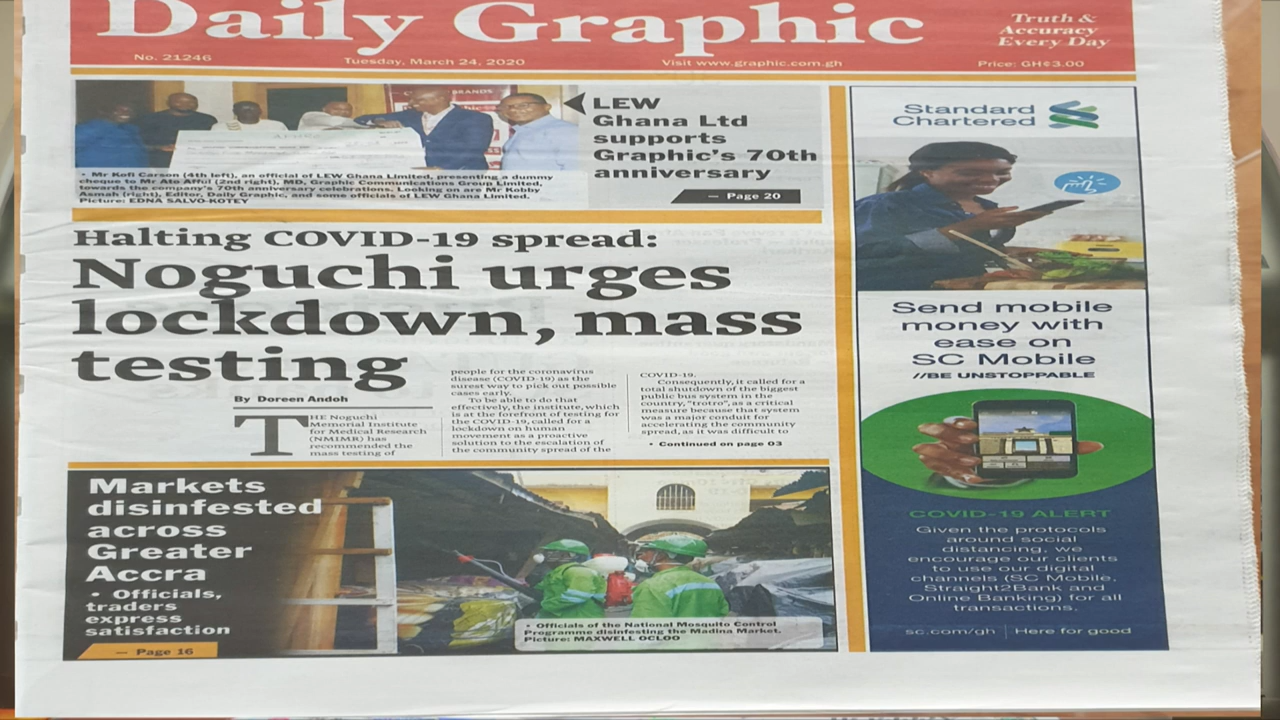 Daily Graphic
Truth &
Accuracy
Every Day
No. 21246
Tuesday, March 24, 2020
Visit www.graphic.com.gh
Price: GH¢3.00
BRANDS
LEW
Ghana Ltd
supports
Graphic's 70th
anniversary
— Page 20
• Mr Kofi Carson (4th left), an official of LEW Ghana Limited, presenting a dummy
cheque to Mr Ato Afful (2nd right), MD, Graphic Communications Group Limited,
towards the company's 70th anniversary celebrations. Looking on are Mr Kobby
Asmah (right), Editor, Daily Graphic, and some officials of LEW Ghana Limited.
Picture: EDNA SALVO-KOTEY
Halting COVID-19 spread:
Noguchi urges
lockdown, mass
testing
By Doreen Andoh
THE Noguchi
Memorial Institute
for Medical Research
(NMIMR) has
recommended the
mass testing of
people for the coronavirus
disease (COVID-19) as the
surest way to pick out possible
cases early.
To be able to do that
effectively, the institute, which
is at the forefront of testing for
the COVID-19, called for a
lockdown on human
movement as a proactive
solution to the escalation of
the community spread of the
COVID-19.
Consequently, it called for a
total shutdown of the biggest
public bus system in the
country, "trotro", as a critical
measure because that system
was a major conduit for
accelerating the community
spread, as it was difficult to
• Continued on page 03
Markets
disinfested
across
Greater
Accra
• Officials,
traders
express
satisfaction
— Page 16
• Officials of the National Mosquito Control
Programme disinfesting the Madina Market.
Picture: MAXWELL OCLOO
Standard
Chartered
Send mobile
money with
ease on
SC Mobile
//BE UNSTOPPABLE
COVID-19 ALERT
Given the protocols
around social
distancing, we
encourage our clients
to use our digital
channels (SC Mobile,
Straight2Bank and
Online Banking) for all
transactions.
sc.com/gh | Here for good